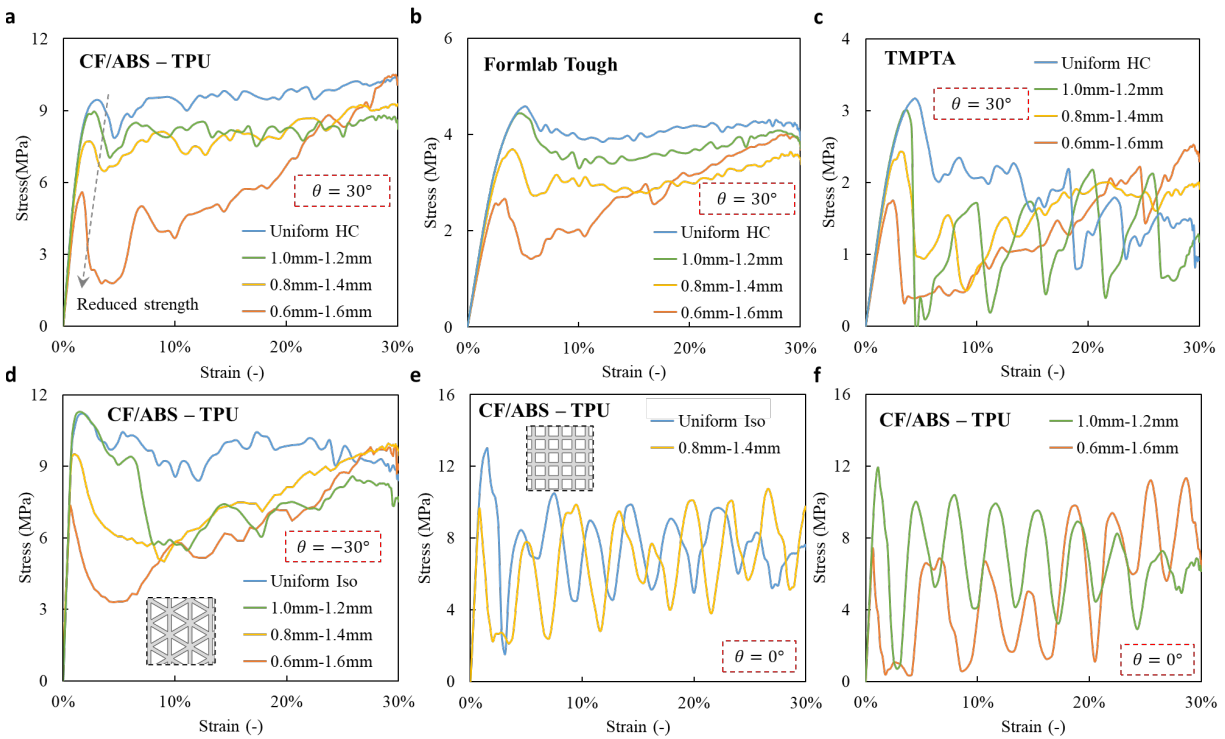 a
CF/ABS – TPU
12
9
6
3
0
Stress(MPa)
θ = 30°
Uniform HC
1.0mm-1.2mm
0.8mm-1.4mm
0.6mm-1.6mm
Reduced strength
0%
10%
20%
30%
Strain (-)
b
Formlab Tough
6
4
2
0
Stress (MPa)
θ = 30°
Uniform HC
1.0mm-1.2mm
0.8mm-1.4mm
0.6mm-1.6mm
0%
10%
20%
30%
Strain (-)
c
TMPTA
4
3
2
1
0
Stress (MPa)
θ = 30°
Uniform HC
1.0mm-1.2mm
0.8mm-1.4mm
0.6mm-1.6mm
0%
10%
20%
30%
Strain (-)
d
CF/ABS – TPU
12
9
6
3
0
Stress (MPa)
θ = −30°
Uniform Iso
1.0mm-1.2mm
0.8mm-1.4mm
0.6mm-1.6mm
0%
10%
20%
30%
Strain (-)
e
CF/ABS – TPU
16
12
8
4
0
Stress (MPa)
Uniform Iso
0.8mm-1.4mm
θ = 0°
0%
10%
20%
30%
Strain (-)
f
CF/ABS – TPU
16
12
8
4
0
Stress (MPa)
1.0mm-1.2mm
0.6mm-1.6mm
θ = 0°
0%
10%
20%
30%
Strain (-)